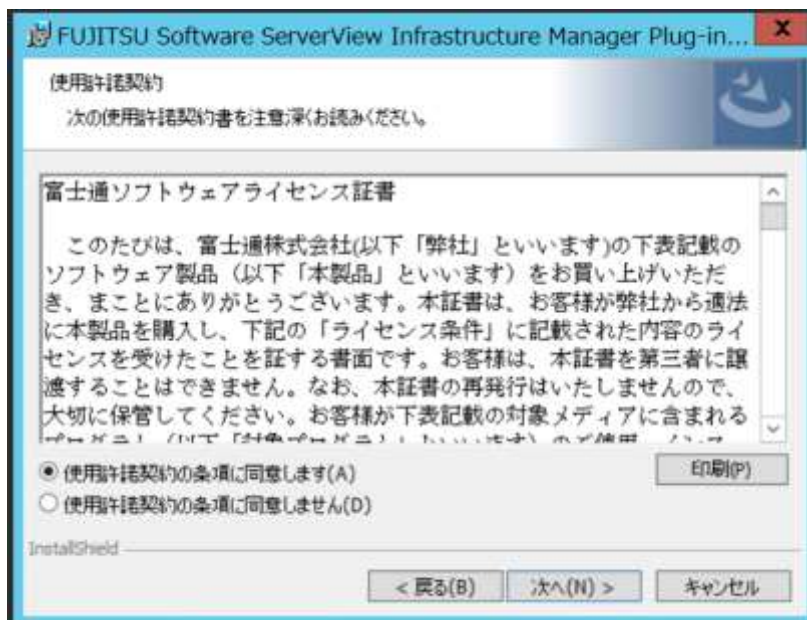 FUJITSU Software ServerView Infrastructure Manager Plug-in...
使用許諾契約
次の使用許諾契約書を注意深くお読みください。
富士通ソフトウェアライセンス証書
このたびは、富士通株式会社(以下「弊社」といいます)の下表記載の
ソフトウェア製品（以下「本製品」といいます）をお買い上げいただ
き、まことにありがとうございます。本証書は、お客様が弊社から適法
に本製品を購入し、下記の「ライセンス条件」に記載された内容のライ
センスを受けたことを証する書面です。お客様は、本証書を第三者に譲
渡することはできません。なお、本証書の再発行はいたしませんので、
大切に保管してください。お客様が下表記載の対象メディアに含まれる
使用許諾契約の条項に同意します(A)
印刷(P)
使用許諾契約の条項に同意しません(D)
InstallShield
< 戻る(B)
次へ(N) >
キャンセル